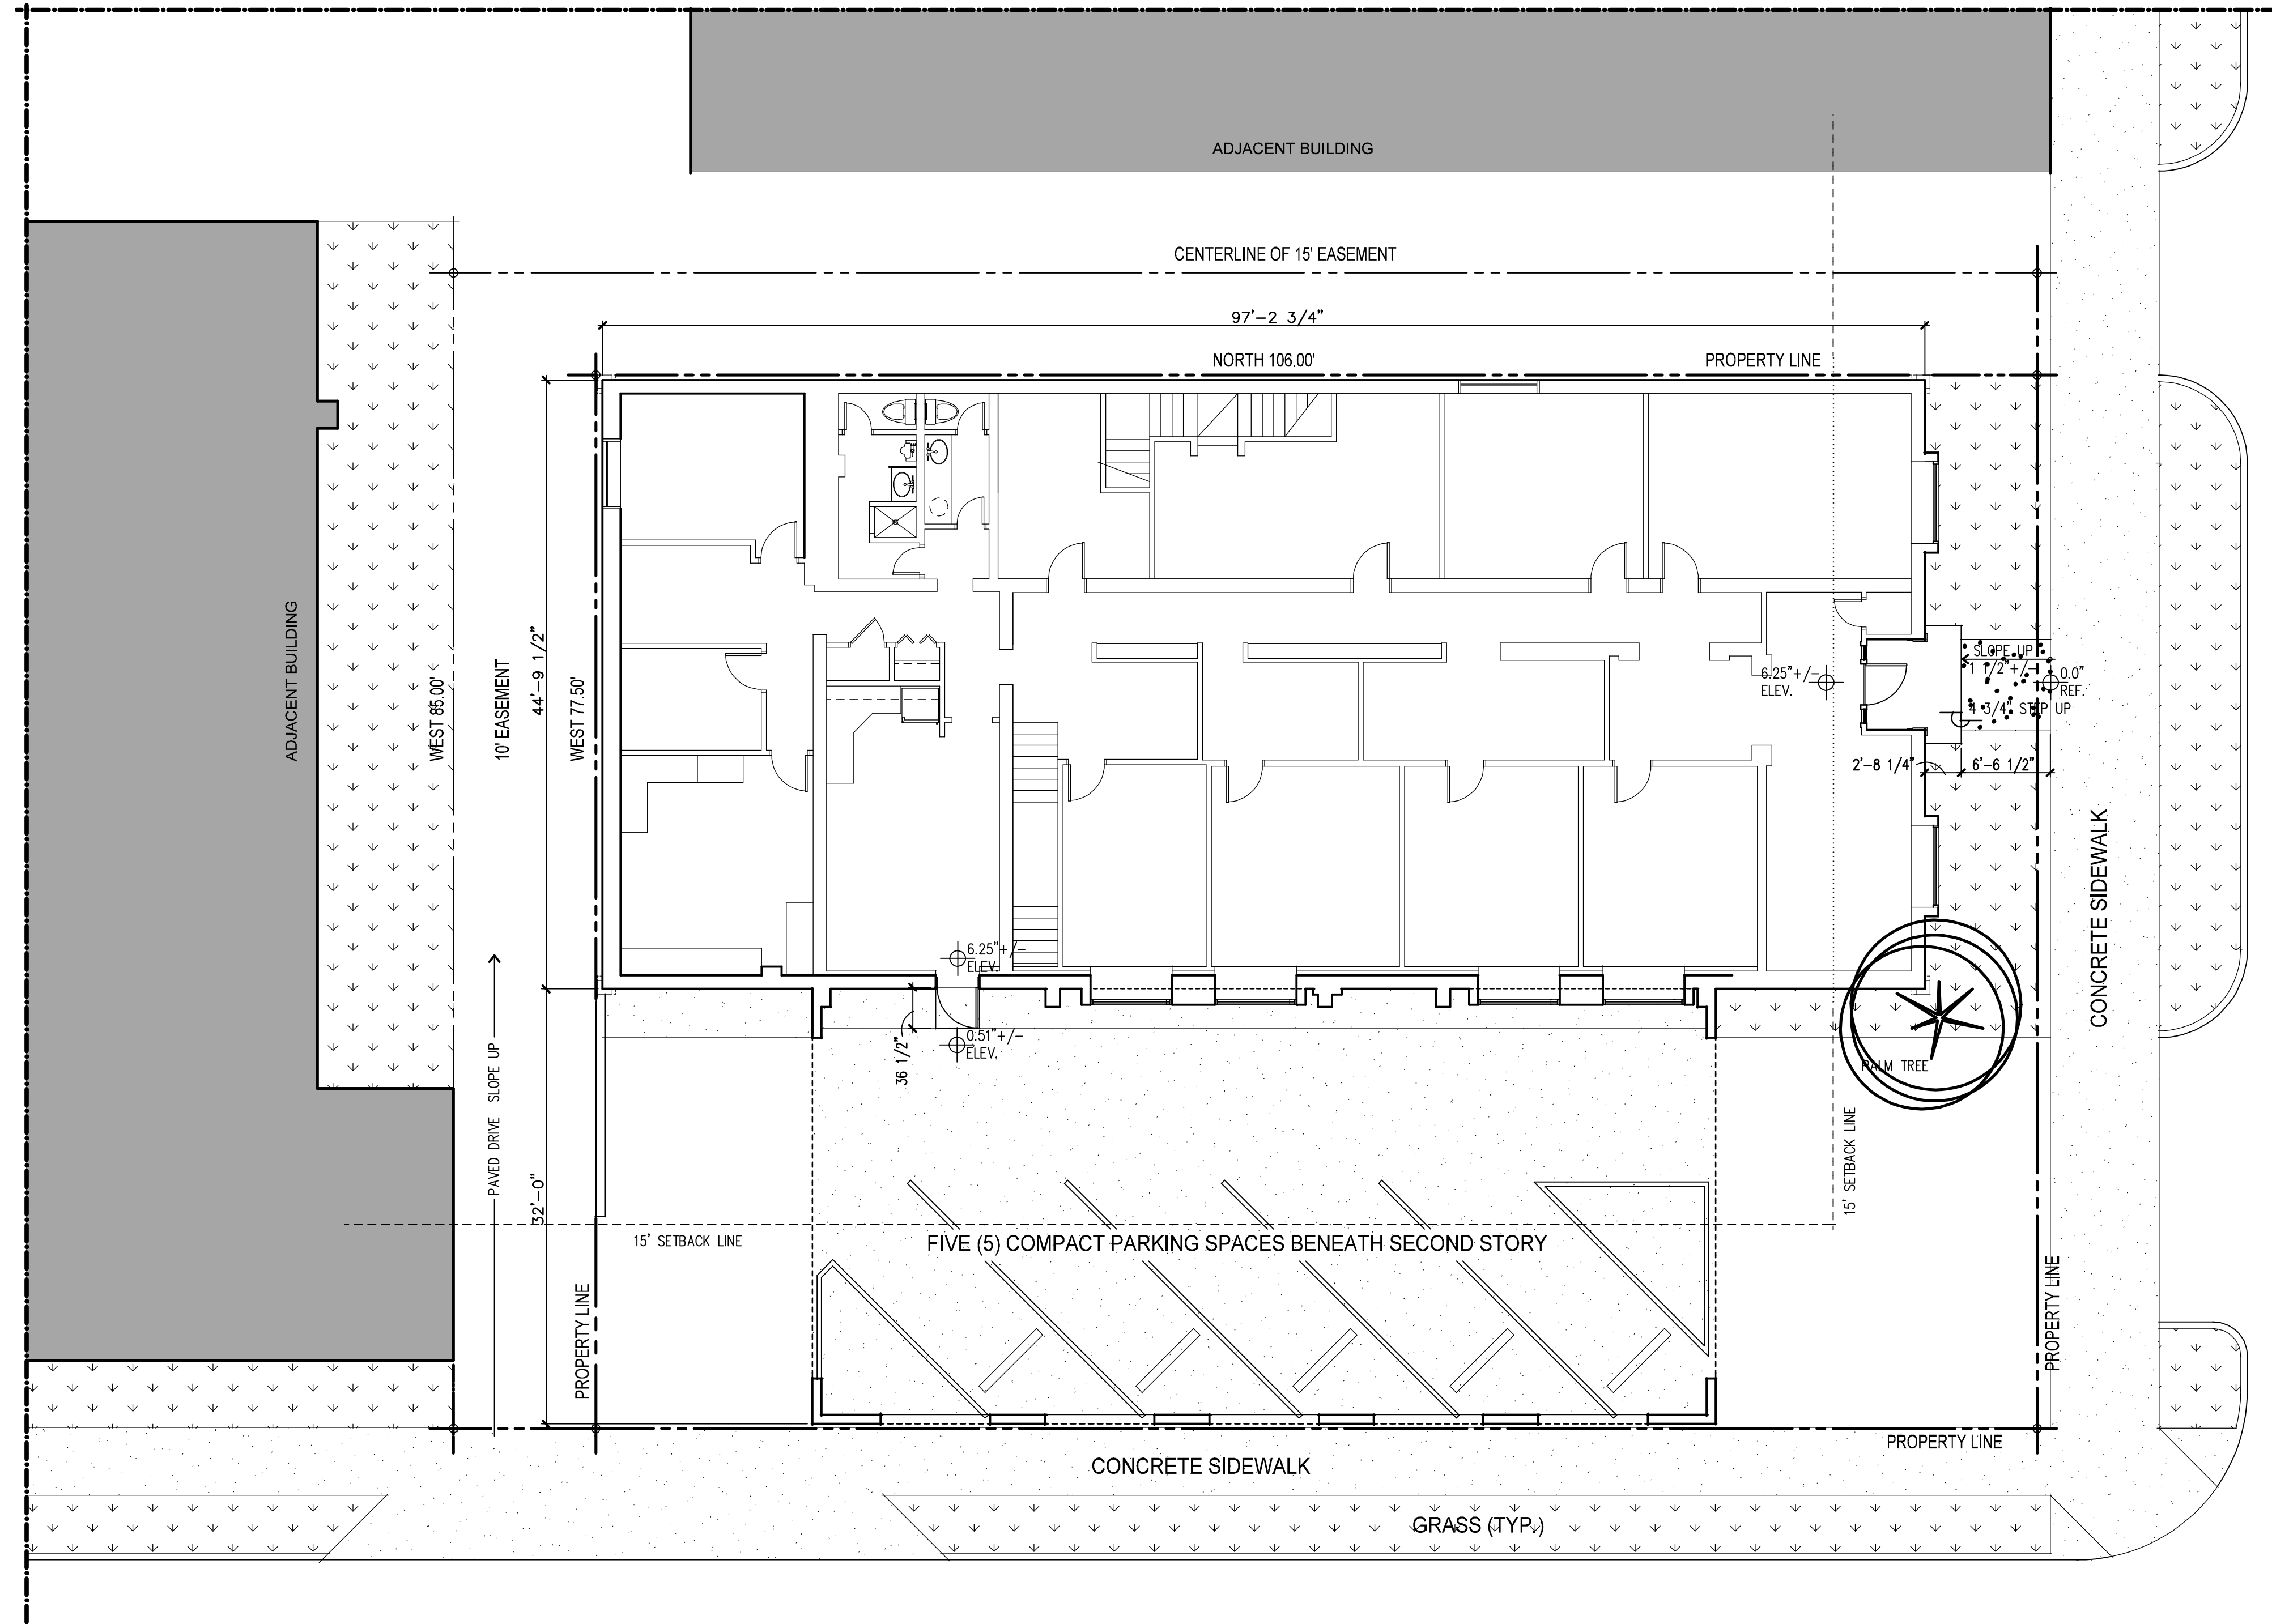 ADJACENT BUILDING
CENTERLINE OF 15' EASEMENT
97'-2 3/4"
NORTH 106.00'
PROPERTY LINE
ADJACENT BUILDING
WEST 85.00'
10' EASEMENT
44'-9 1/2"
WEST 77.50'
SLOPE UP
1 1/2"+/-
6.25"+/-
ELEV.
0.0"
REF.
4 3/4" STEP UP
2'-8 1/4"
6'-6 1/2"
CONCRETE SIDEWALK
6.25"+/-
ELEV.
0.51"+/-
ELEV.
36 1/2"
PALM TREE
PAVED DRIVE SLOPE UP
32'-0"
15' SETBACK LINE
15' SETBACK LINE
FIVE (5) COMPACT PARKING SPACES BENEATH SECOND STORY
PROPERTY LINE
PROPERTY LINE
PROPERTY LINE
CONCRETE SIDEWALK
GRASS (TYP.)